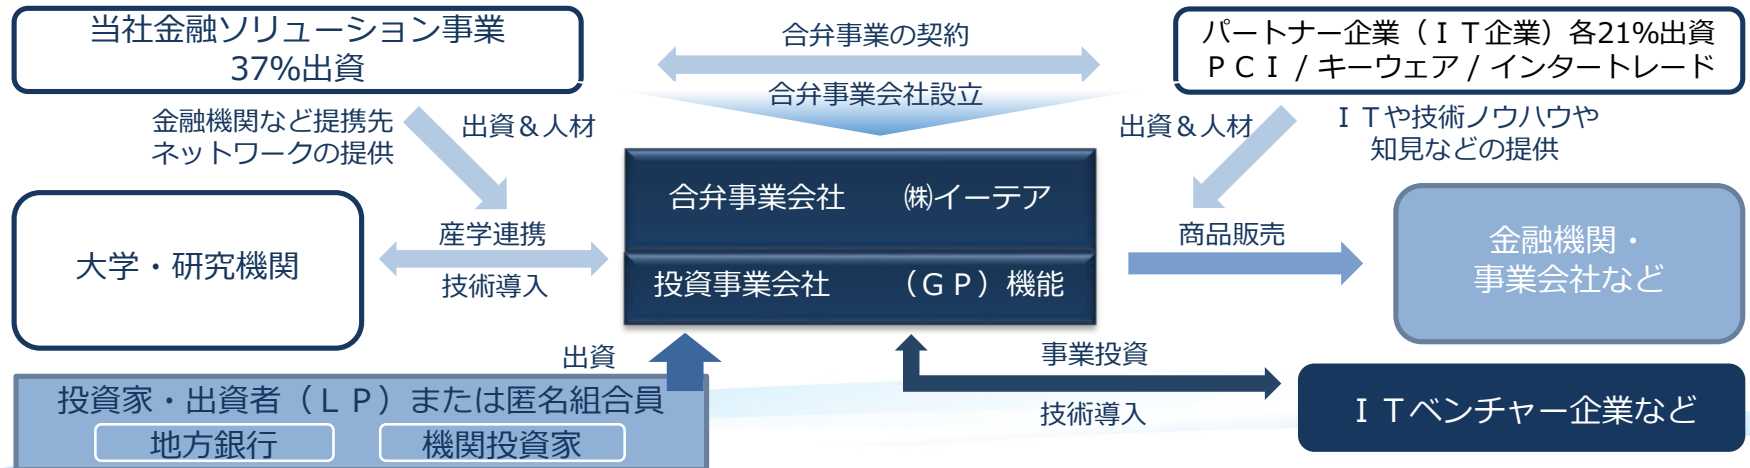 当社金融ソリューション事業
37%出資
合弁事業の契約
合弁事業会社設立
パートナー企業（ＩＴ企業）各21%出資
ＰＣＩ / キーウェア / インタートレード
金融機関など提携先
ネットワークの提供
出資＆人材
出資＆人材
ＩＴや技術ノウハウや
知見などの提供
合弁事業会社　㈱イーテア
投資事業会社　（ＧＰ）機能
大学・研究機関
産学連携
技術導入
商品販売
金融機関・
事業会社など
出資
投資家・出資者（ＬＰ）または匿名組合員
地方銀行
機関投資家
事業投資
技術導入
ＩＴベンチャー企業など